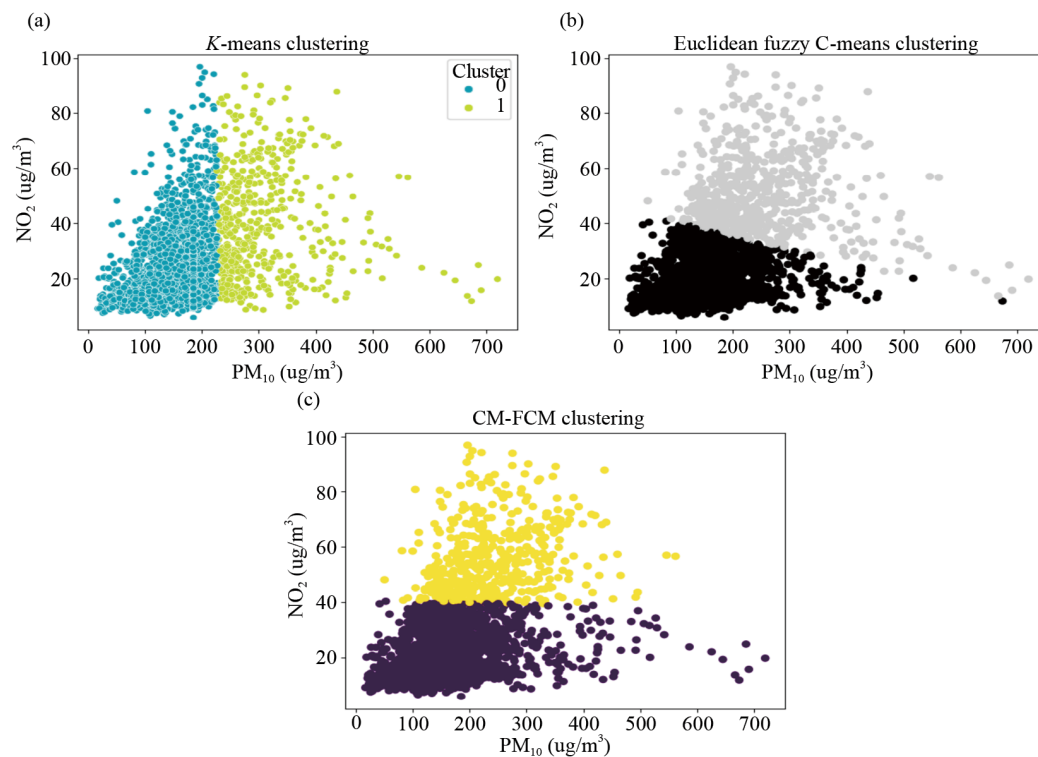 (a)
K-means clustering
Cluster
0
1
100
80
60
40
20
NO₂ (ug/m³)
0 100 200 300 400 500 600 700
PM₁₀ (ug/m³)
(b)
Euclidean fuzzy C-means clustering
100
80
60
40
20
NO₂ (ug/m³)
0 100 200 300 400 500 600 700
PM₁₀ (ug/m³)
(c)
CM-FCM clustering
100
80
60
40
20
NO₂ (ug/m³)
0 100 200 300 400 500 600 700
PM₁₀ (ug/m³)